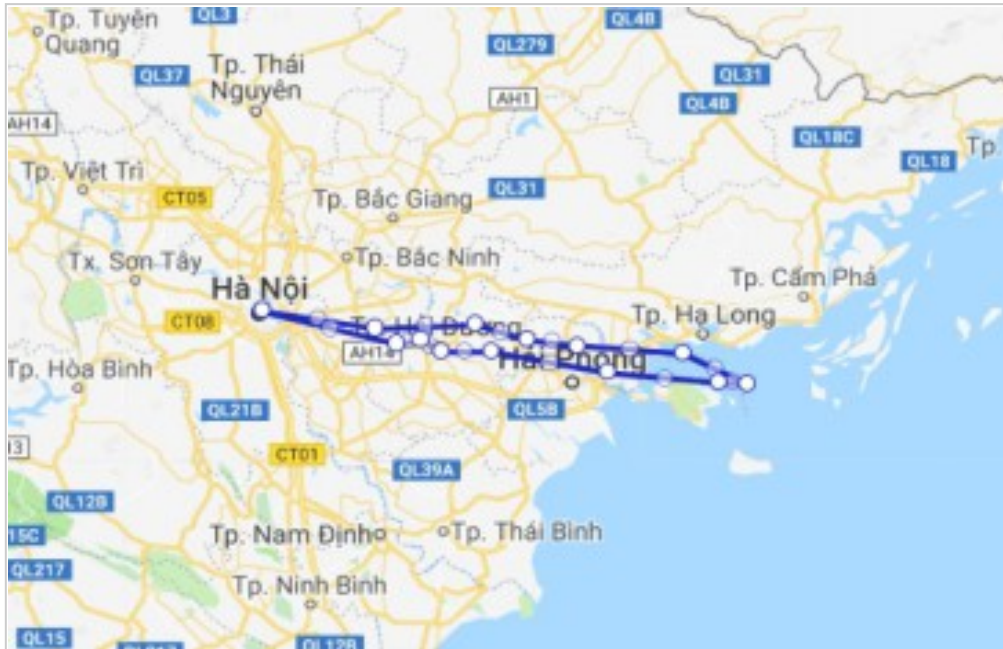 Tp. Tuyên
Quang
QL3
QL4B
QL279
QL37
Tp. Thái
Nguyên
QL31
AH1
QL4B
AH14
QL18C
Tp. Việt Trì
QL18
Tp.
CT05
QL31
Tp. Bắc Giang
Tx. Sơn Tây
Tp. Bắc Ninh
Tp. Cẩm Phả
Hà Nội
Tp. Hạ Long
CT08
AH14
Hải Phòng
Tp. Hòa Bình
QL21B
QL5B
CT01
13
QL39A
QL12B
15C
Tp. Nam Định
Tp. Thái Bình
QL217
Tp. Ninh Bình
QL15
QL12B